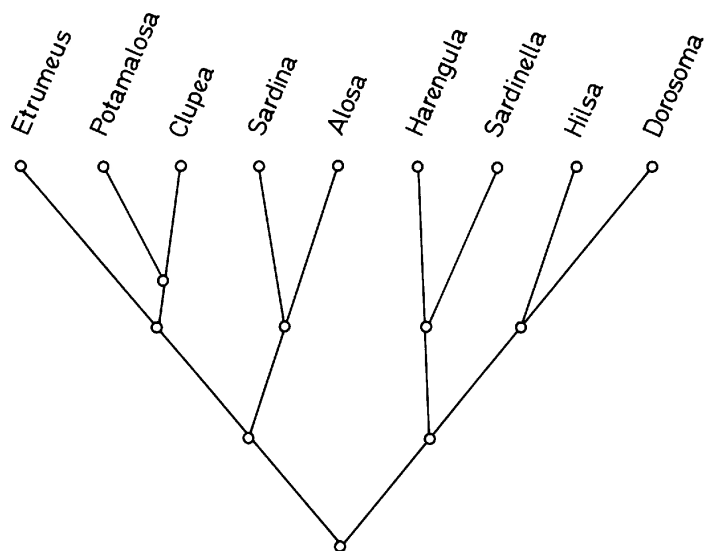 Etrumeus
Potamalosa
Clupea
Sardina
Alosa
Harengula
Sardinella
Hilsa
Dorosoma